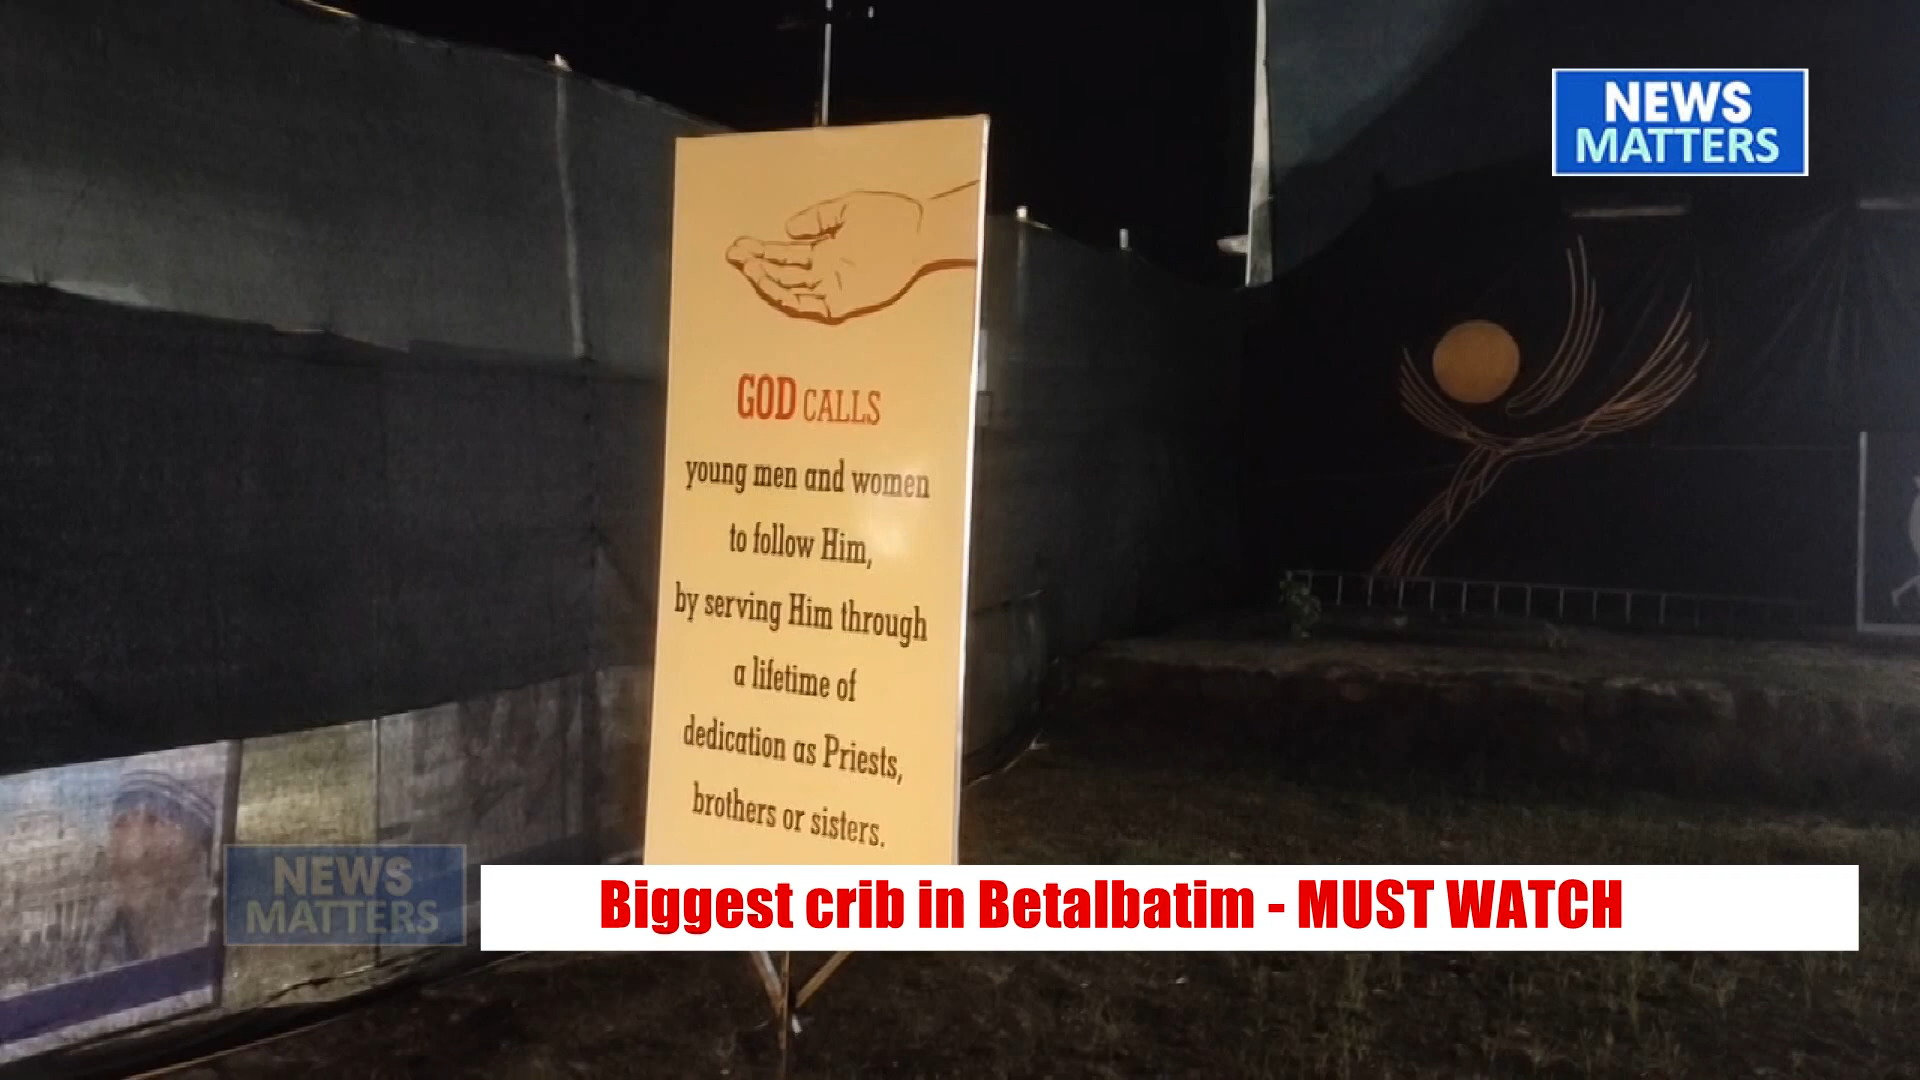 NEWS
MATTERS
GOD CALLS
young men and women
to follow Him,
by serving Him through
a lifetime of
dedication as Priests,
brothers or sisters.
NEWS
MATTERS
Biggest crib in Betalbatim - MUST WATCH